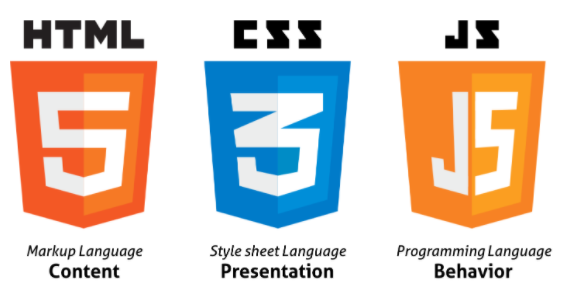 HTML CSS JS
5 3 JS
Markup Language Style sheet Language Programming Language
Content Presentation Behavior